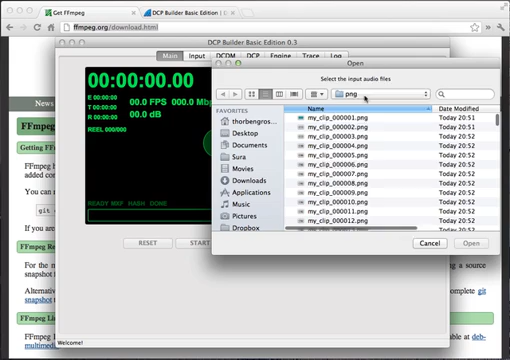 Get FFmpeg
DCP Builder Basic Edition | D
ffmpeg.org/download.html
DCP Builder Basic Edition 0.3
Main Input DCDM DCP Engine Trace Log
00:00:00.00
E 00:00:00
T 00:00:00
R 00:00:00
00.0 FPS 000.0 Mb
00.0 dB
REEL 000/000
READY MXF HASH DONE
RESET
START
Welcome!
Open
Select the input audio files
png
FAVORITES
thorbengros...
Desktop
Documents
Sura
Movies
Downloads
Applications
Music
Pictures
Dropbox
Name Date Modified
my_clip_000001.png Today 20:51
my_clip_000002.png Today 20:51
my_clip_000003.png Today 20:51
my_clip_000004.png Today 20:52
my_clip_000005.png Today 20:52
my_clip_000006.png Today 20:52
my_clip_000007.png Today 20:52
my_clip_000008.png Today 20:52
my_clip_000009.png Today 20:52
my_clip_000010.png Today 20:52
my_clip_000011.png Today 20:52
my_clip_000012.png Today 20:52
Cancel
Open
News
FFmpeg
Getting FF
FFmpeg
added co
You can
git
If you are
FFmpeg Re
For the m
snapshot
Alternativ
snapshot
FFmpeg Li
FFmpeg
multimed
ng a source
complete git
able at deb-